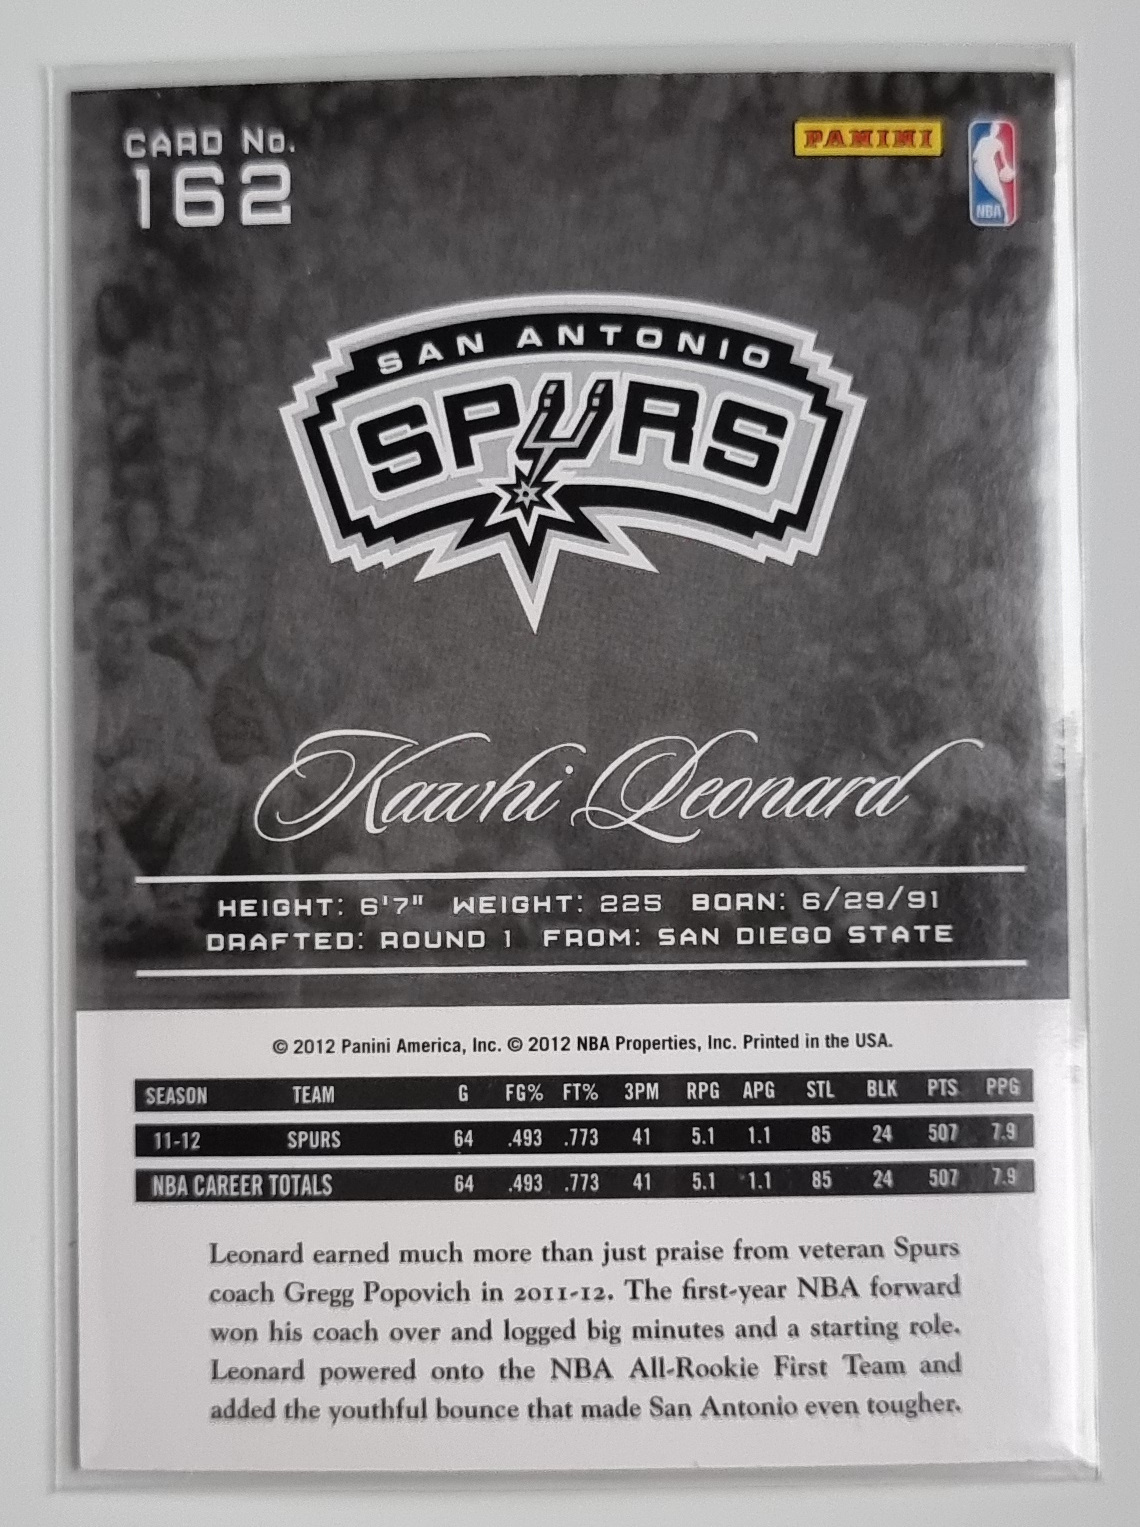 CARD No.
162
PANINI
NBA
SAN ANTONIO
SPURS
Kawhi Leonard
HEIGHT: 6'7" WEIGHT: 225 BORN: 6/29/91
DRAFTED: ROUND 1 FROM: SAN DIEGO STATE
© 2012 Panini America, Inc. © 2012 NBA Properties, Inc. Printed in the USA.
SEASON TEAM G FG% FT% 3PM RPG APG STL BLK PTS PPG
11-12 SPURS 64 .493 .773 41 5.1 1.1 85 24 507 7.9
NBA CAREER TOTALS 64 .493 .773 41 5.1 1.1 85 24 507 7.9
Leonard earned much more than just praise from veteran Spurs
coach Gregg Popovich in 2011-12. The first-year NBA forward
won his coach over and logged big minutes and a starting role.
Leonard powered onto the NBA All-Rookie First Team and
added the youthful bounce that made San Antonio even tougher.